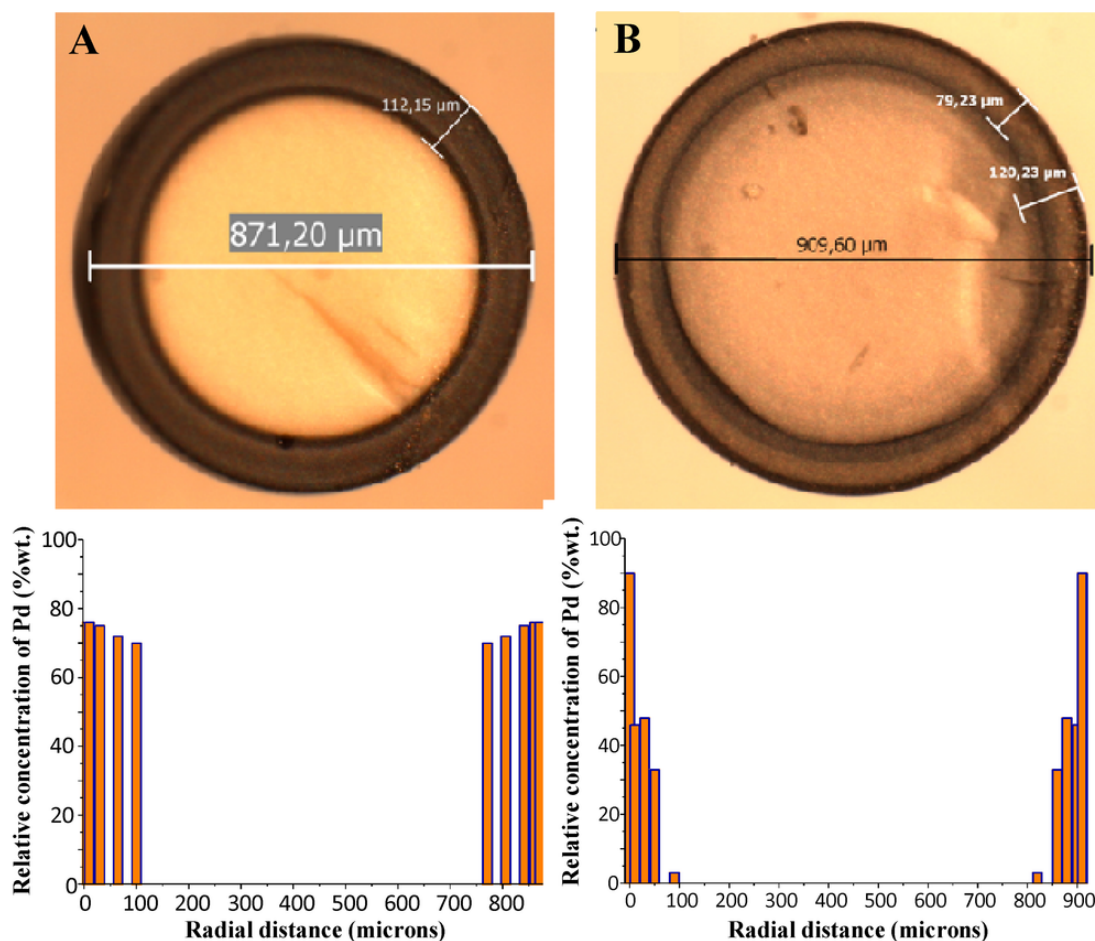 A
112,15 µm
871,20 µm
B
79,23 µm
120,23 µm
909,60 µm
Relative concentration of Pd (%wt.)
100
80
60
40
20
0
0 100 200 300 400 500 600 700 800
Radial distance (microns)
Relative concentration of Pd (%wt.)
100
80
60
40
20
0
0 100 200 300 400 500 600 700 800 900
Radial distance (microns)